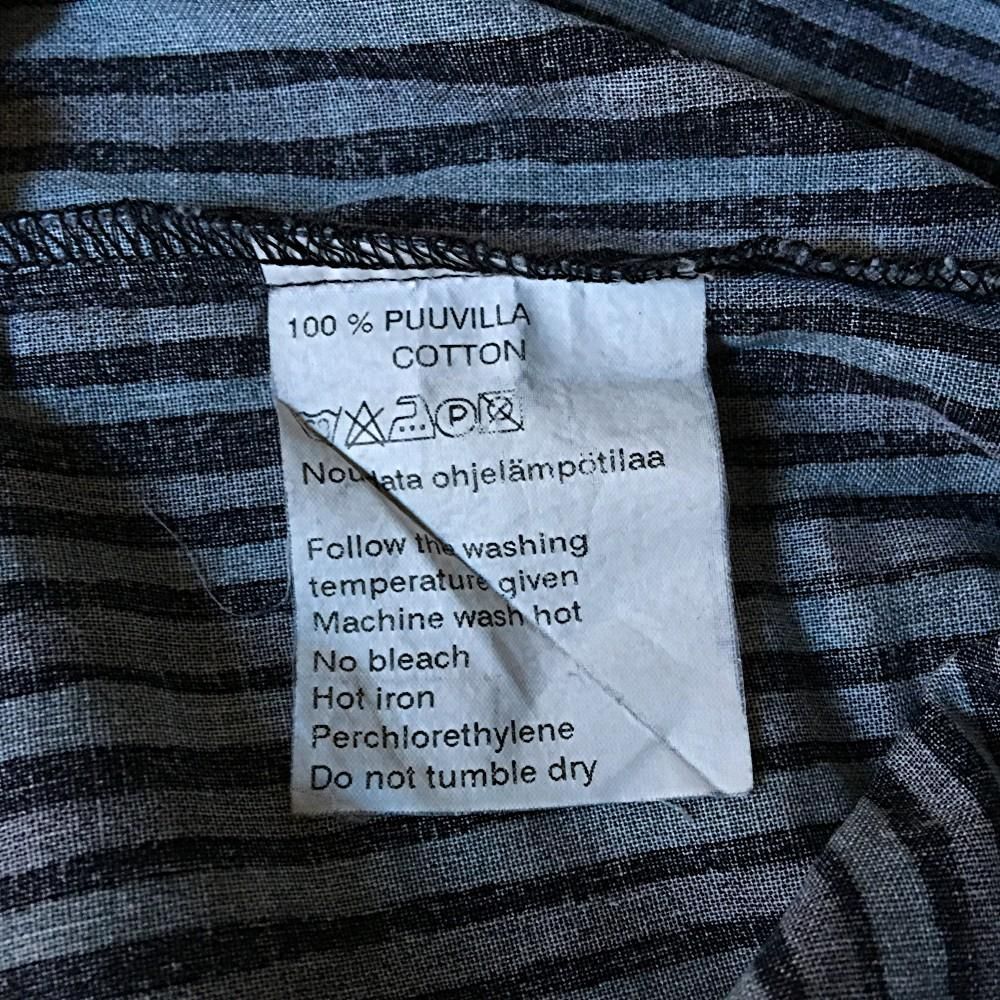 100 % PUUVILLA
COTTON
P
Noudata ohjelämpötilaa
Follow the washing
temperature given
Machine wash hot
No bleach
Hot iron
Perchlorethylene
Do not tumble dry